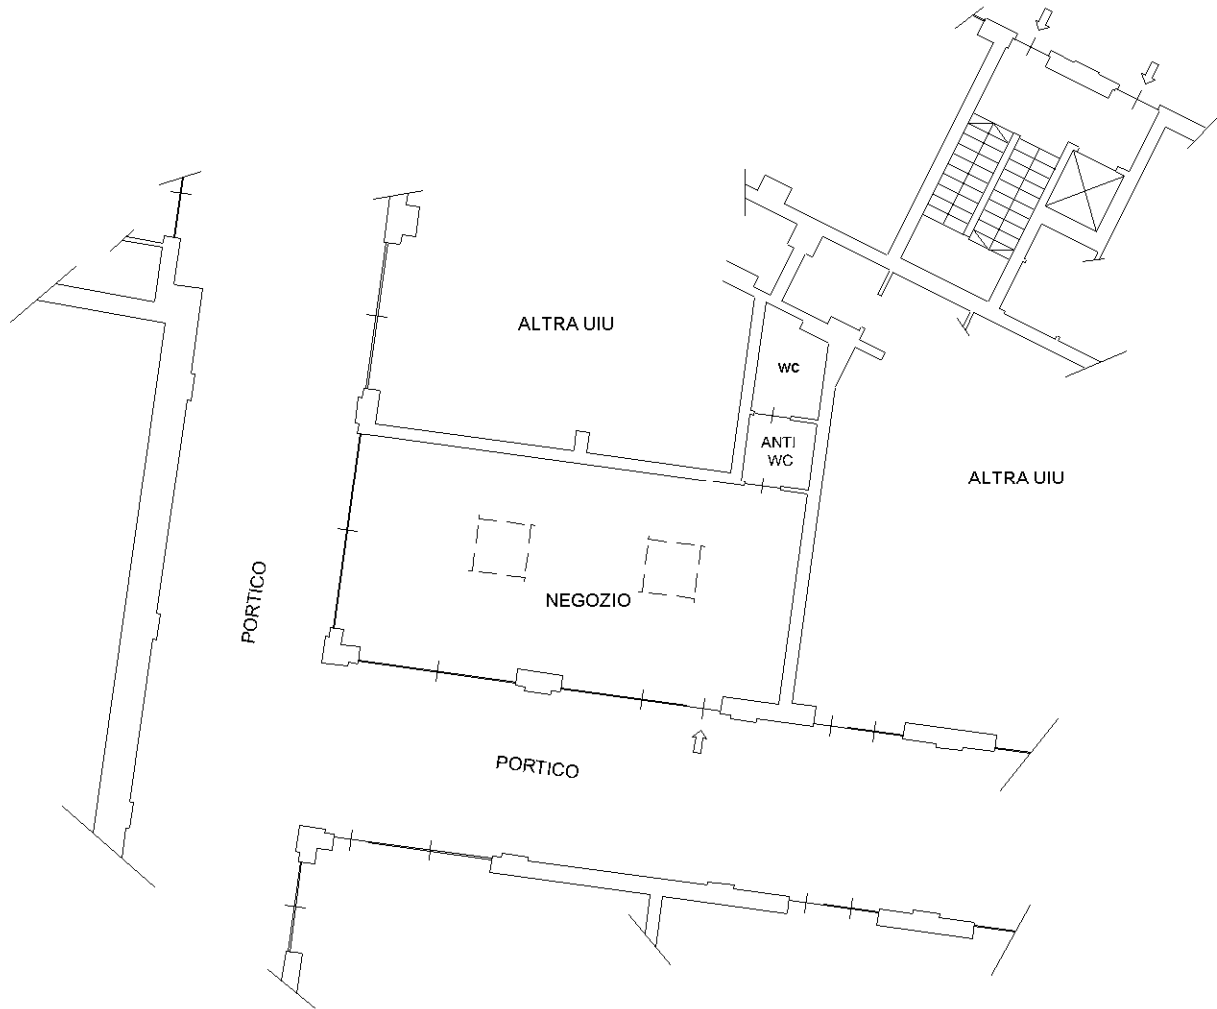 ALTRA UIU
WC
ANTI
WC
ALTRA UIU
PORTICO
NEGOZIO
PORTICO